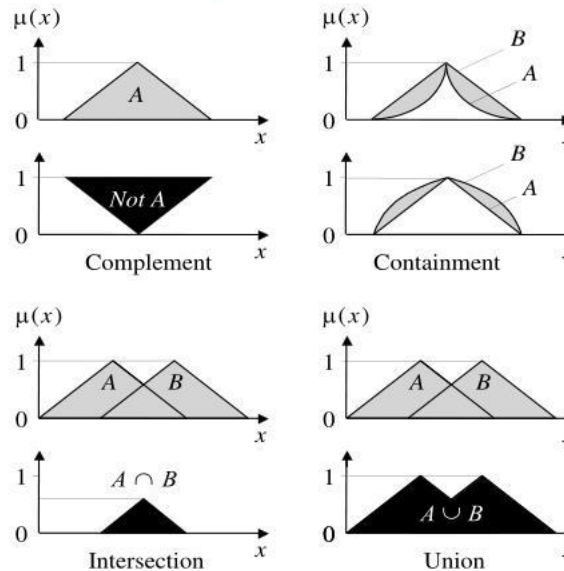 μ(x)
1
A
0
x
1
Not A
0
x
Complement
μ(x)
B
1
A
0
x
B
1
A
0
Containment
μ(x)
1
A B
0
x
A ∩ B
1
0
x
Intersection
μ(x)
1
A B
0
1
A ∪ B
0
Union